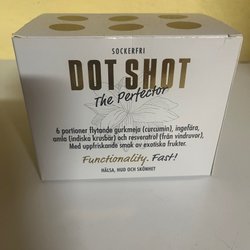 SOCKERFRI
DOT SHOT
The Perfector
6 portioner flytande gurkmeja (curcumin), ingefära,
amla (indiska krusbär) och resveratrol (från vindruvor),
Med uppfriskande smak av exotiska frukter.
Functionality. Fast!
HÄLSA, HUD OCH SKÖNHET